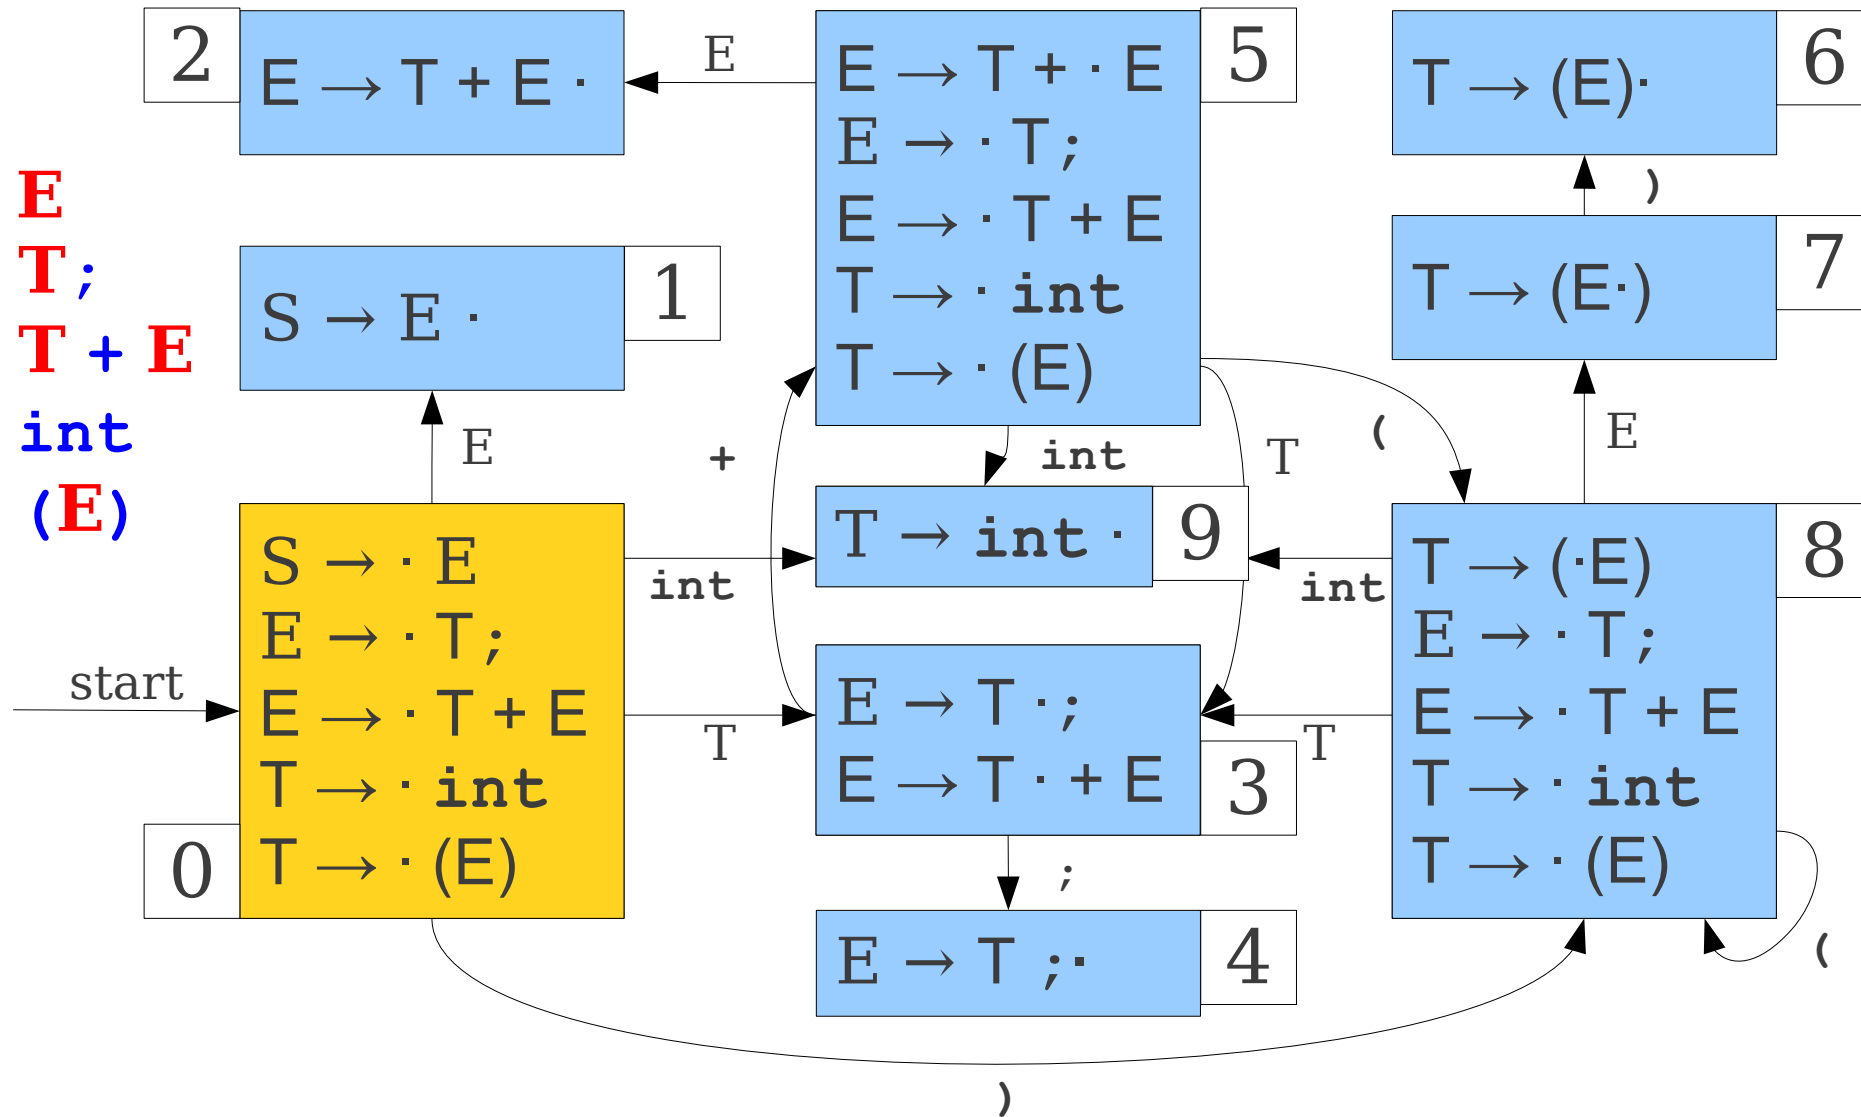 2
E → T + E ·
E
E → T + · E
E → · T ;
E → · T + E
T → · int
T → · (E)
5
T → (E)·
6
)
T → (E·)
7
E
T ;
T + E
int
(E)
S → E ·
1
E
+
int
T
(
E
start
S → · E
E → · T ;
E → · T + E
T → · int
T → · (E)
0
int
T
T → int ·
9
int
T
E → T · ;
E → T · + E
3
;
E → T ; ·
4
T → (·E)
E → · T ;
E → · T + E
T → · int
T → · (E)
8
(
)